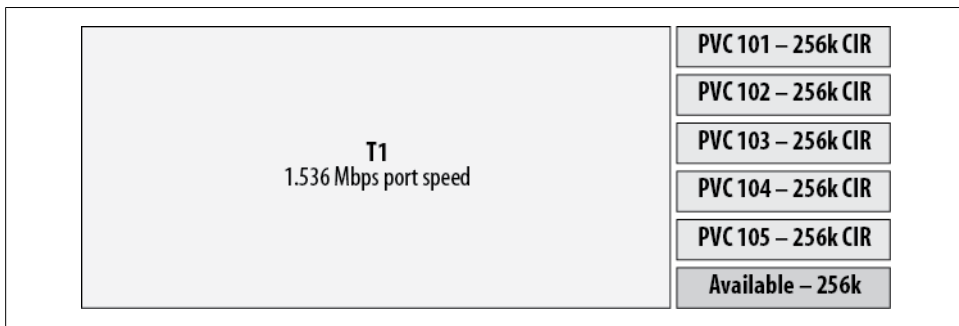 T1
1.536 Mbps port speed
PVC 101 – 256k CIR
PVC 102 – 256k CIR
PVC 103 – 256k CIR
PVC 104 – 256k CIR
PVC 105 – 256k CIR
Available – 256k